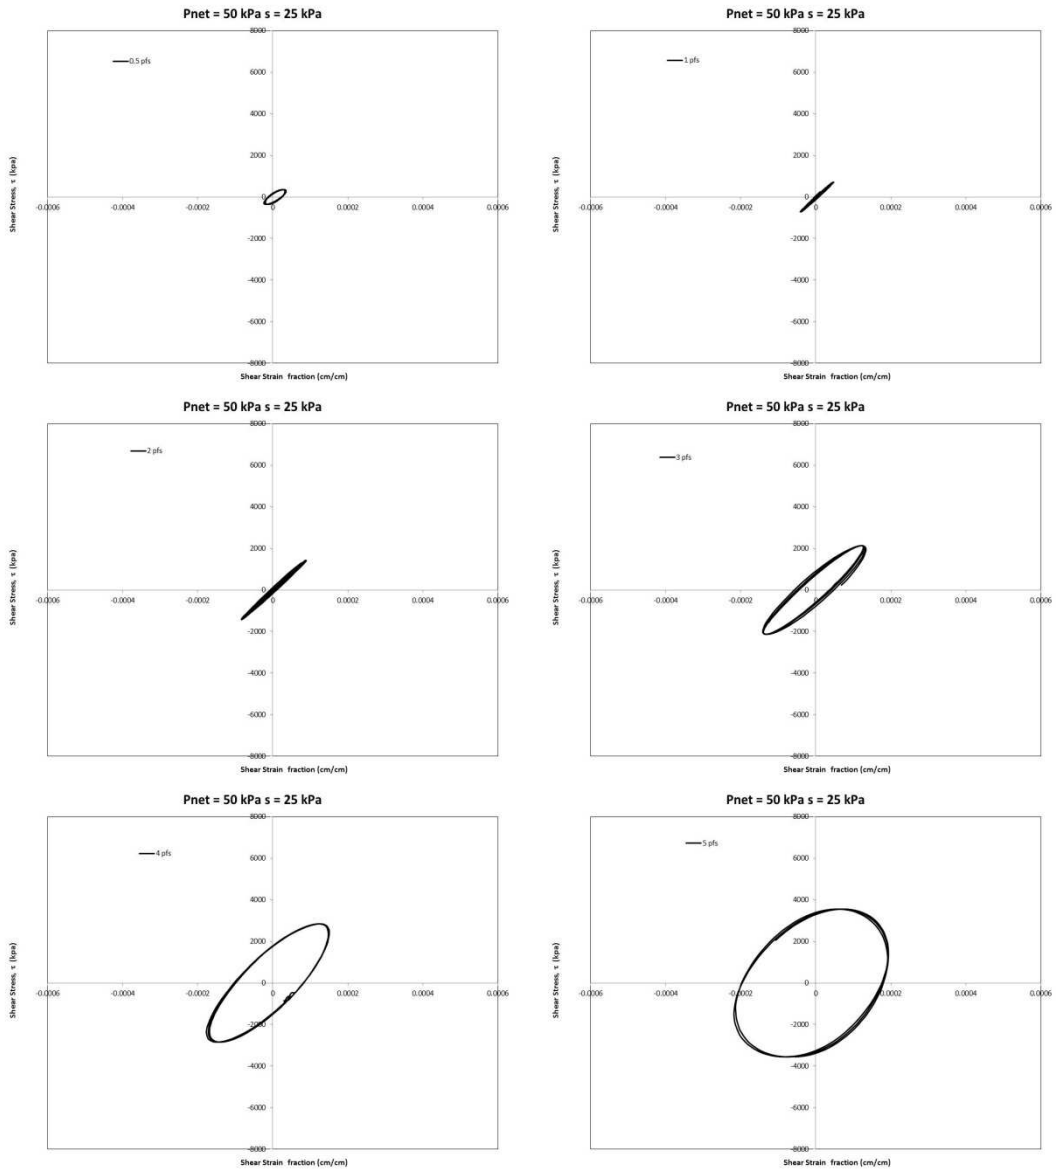 Pnet = 50 kPa s = 25 kPa
8000
0.5 pfs
6000
4000
2000
0
-0.0006 -0.0004 -0.0002 0 0.0002 0.0004 0.0006
-2000
-4000
-6000
-8000
Shear Stress, τ (kpa)
Shear Strain fraction (cm/cm)
Pnet = 50 kPa s = 25 kPa
8000
1 pfs
6000
4000
2000
0
-0.0006 -0.0004 -0.0002 0 0.0002 0.0004 0.0006
-2000
-4000
-6000
-8000
Shear Stress, τ (kpa)
Shear Strain fraction (cm/cm)
Pnet = 50 kPa s = 25 kPa
8000
2 pfs
6000
4000
2000
0
-0.0006 -0.0004 -0.0002 0 0.0002 0.0004 0.0006
-2000
-4000
-6000
-8000
Shear Stress, τ (kpa)
Shear Strain fraction (cm/cm)
Pnet = 50 kPa s = 25 kPa
8000
3 pfs
6000
4000
2000
0
-0.0006 -0.0004 -0.0002 0 0.0002 0.0004 0.0006
-2000
-4000
-6000
-8000
Shear Stress, τ (kpa)
Shear Strain fraction (cm/cm)
Pnet = 50 kPa s = 25 kPa
8000
4 pfs
6000
4000
2000
0
-0.0006 -0.0004 -0.0002 0 0.0002 0.0004 0.0006
-2000
-4000
-6000
-8000
Shear Stress, τ (kpa)
Shear Strain fraction (cm/cm)
Pnet = 50 kPa s = 25 kPa
8000
5 pfs
6000
4000
2000
0
-0.0006 -0.0004 -0.0002 0 0.0002 0.0004 0.0006
-2000
-4000
-6000
-8000
Shear Stress, τ (kpa)
Shear Strain fraction (cm/cm)